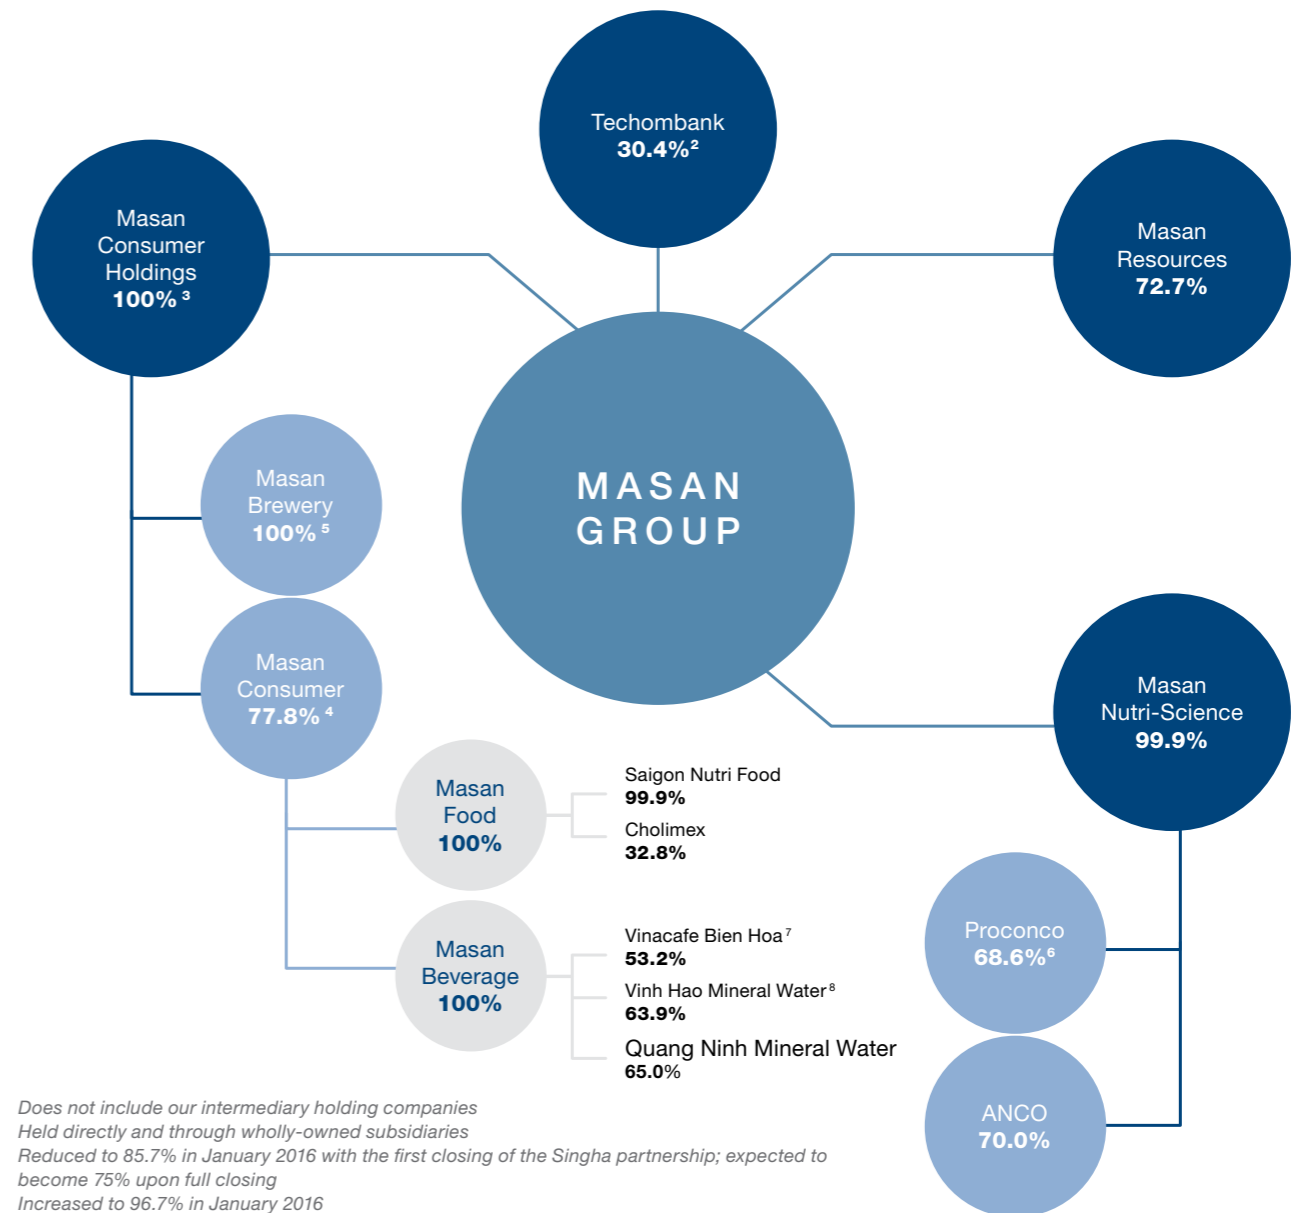 Techombank
30.4%²
Masan
Consumer
Holdings
100% ³
Masan
Resources
72.7%
MASAN
GROUP
Masan
Brewery
100% ⁵
Masan
Consumer
77.8% ⁴
Masan
Nutri-Science
99.9%
Masan
Food
100%
Saigon Nutri Food
99.9%
Cholimex
32.8%
Masan
Beverage
100%
Vinacafe Bien Hoa⁷
53.2%
Vinh Hao Mineral Water⁸
63.9%
Quang Ninh Mineral Water
65.0%
Proconco
68.6%⁶
ANCO
70.0%
Does not include our intermediary holding companies
Held directly and through wholly-owned subsidiaries
Reduced to 85.7% in January 2016 with the first closing of the Singha partnership; expected to
become 75% upon full closing
Increased to 96.7% in January 2016